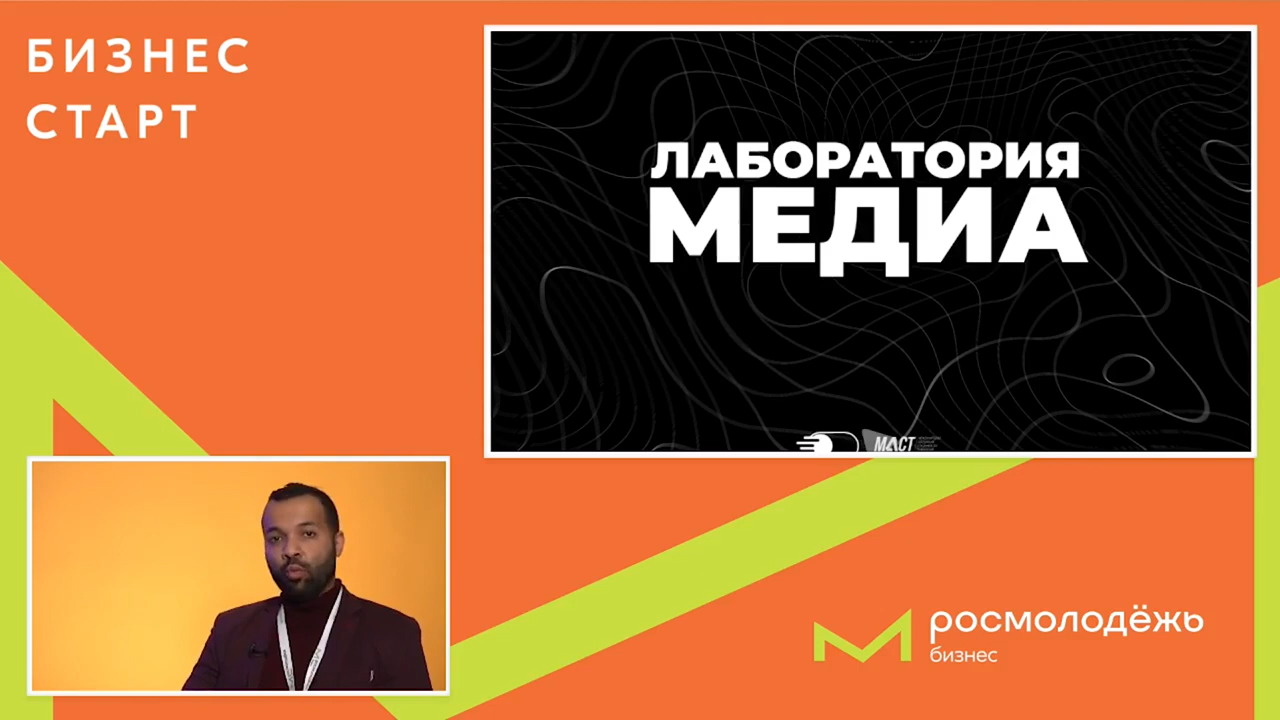 БИЗНЕС
СТАРТ
ЛАБОРАТОРИЯ
МЕДИА
МАСТ
росмолодёжь
бизнес